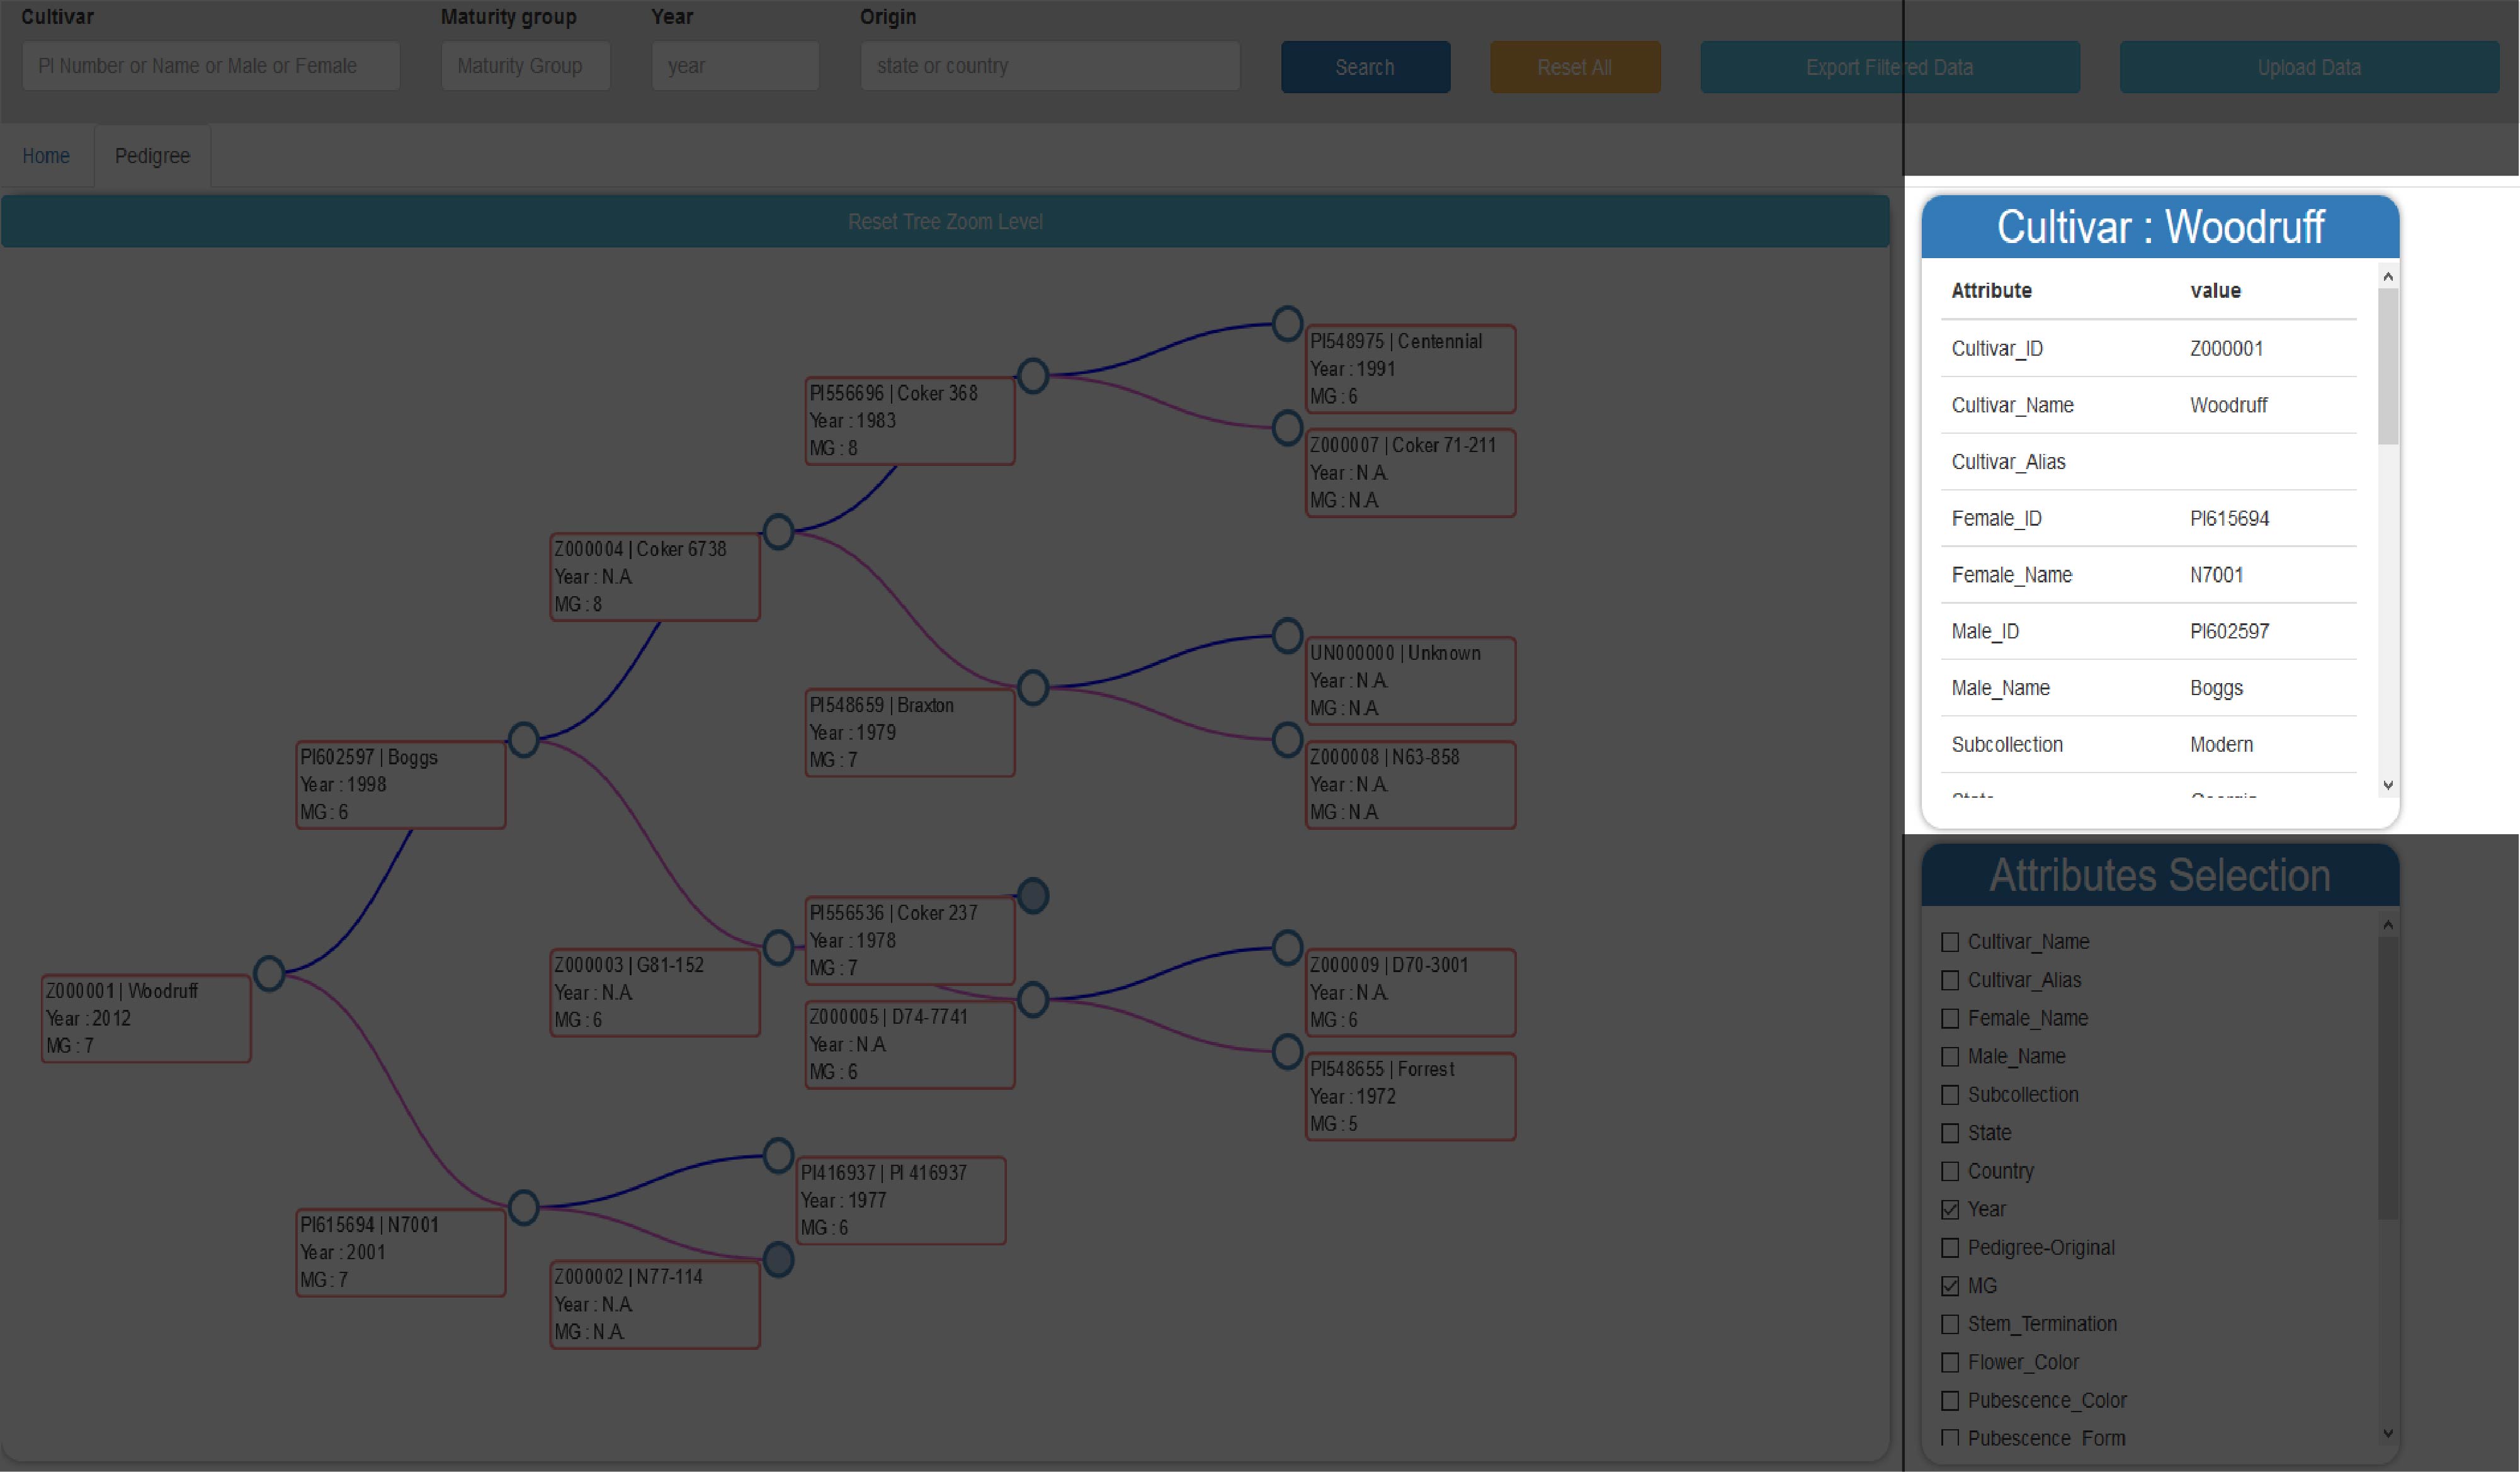 Cultivar
Maturity group
Year
Origin
PI Number or Name or Male or Female
Maturity Group
year
state or country
Search
Reset All
Export Filtered Data
Upload Data
Home
Pedigree
Reset Tree Zoom Level
PI548975 | Centennial
Year : 1991
MG : 6
PI556696 | Coker 368
Year : 1983
MG : 8
Z000007 | Coker 71-211
Year : N.A.
MG : N.A.
Z000004 | Coker 6738
Year : N.A.
MG : 8
UN000000 | Unknown
Year : N.A.
MG : N.A.
PI548659 | Braxton
Year : 1979
MG : 7
Z000008 | N63-858
Year : N.A.
MG : N.A.
PI602597 | Boggs
Year : 1998
MG : 6
PI556536 | Coker 237
Year : 1978
MG : 7
Z000003 | G81-152
Year : N.A.
MG : 6
Z000009 | D70-3001
Year : N.A.
MG : 6
Z000001 | Woodruff
Year : 2012
MG : 7
Z000005 | D74-7741
Year : N.A.
MG : 6
PI548655 | Forrest
Year : 1972
MG : 5
PI416937 | PI 416937
Year : 1977
MG : 6
PI615694 | N7001
Year : 2001
MG : 7
Z000002 | N77-114
Year : N.A.
MG : N.A.
Cultivar : Woodruff
Attribute value
Cultivar_ID Z000001
Cultivar_Name Woodruff
Cultivar_Alias
Female_ID PI615694
Female_Name N7001
Male_ID PI602597
Male_Name Boggs
Subcollection Modern
State Georgia
Attributes Selection
Cultivar_Name
Cultivar_Alias
Female_Name
Male_Name
Subcollection
State
Country
Year
Pedigree-Original
MG
Stem_Termination
Flower_Color
Pubescence_Color
Pubescence_Form